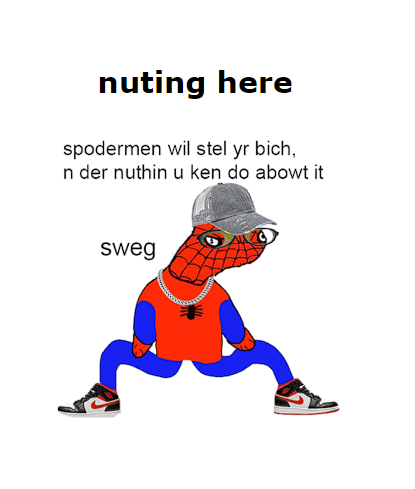 nuting here
spodermen wil stel yr bich,
n der nuthin u ken do abowt it
sweg